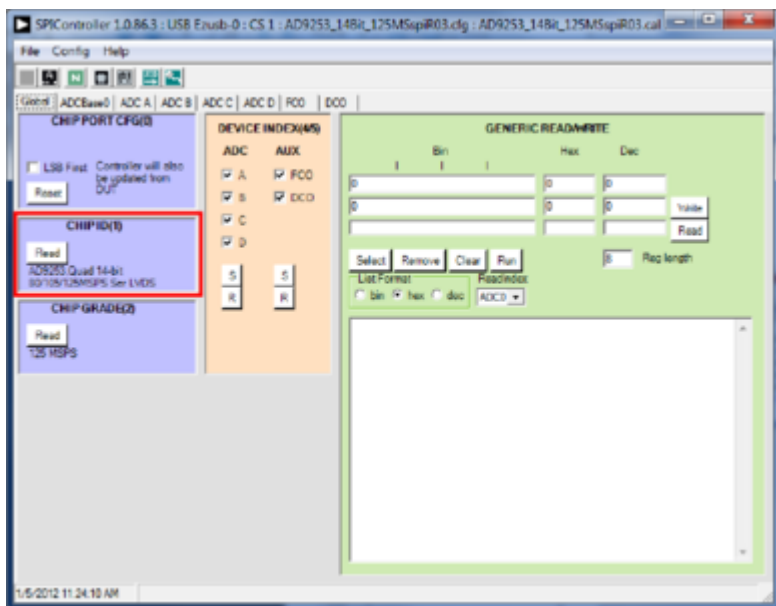 SPIController 1.0.86.3 : USB Ezusb-0 : CS 1 : AD9253_14Bit_125MSspiR03.cfg : AD9253_14Bit_125MSspiR03.cal
File Config Help
Global ADCBase0 ADC A ADC B ADC C ADC D FCO DCO
CHIP PORT CFG(0)
LSB First Controller will also
be updated from
DUT
Reset
CHIP ID(1)
Read
AD9253 Quad 14-bit
80/105/125MSPS Ser LVDS
CHIP GRADE(2)
Read
125 MSPS
DEVICE INDEX(4/5)
ADC AUX
A FCO
B DCO
C
D
S S
R R
GENERIC READ/WRITE
Bin Hex Dec
0 0 0
0 0 0 Write
Read
Select Remove Clear Run 8 Reg length
List Format ReadIndex
bin hex dec ADC0
1/5/2012 11:24:10 AM